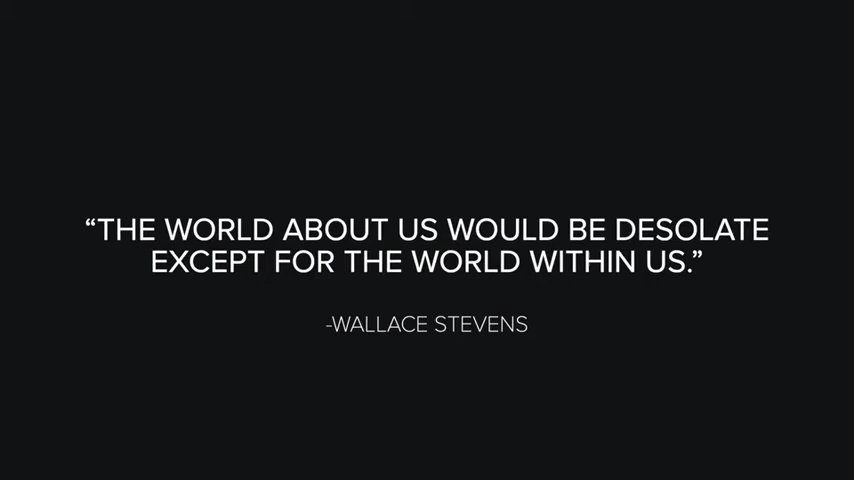 “THE WORLD ABOUT US WOULD BE DESOLATE
EXCEPT FOR THE WORLD WITHIN US.”
-WALLACE STEVENS